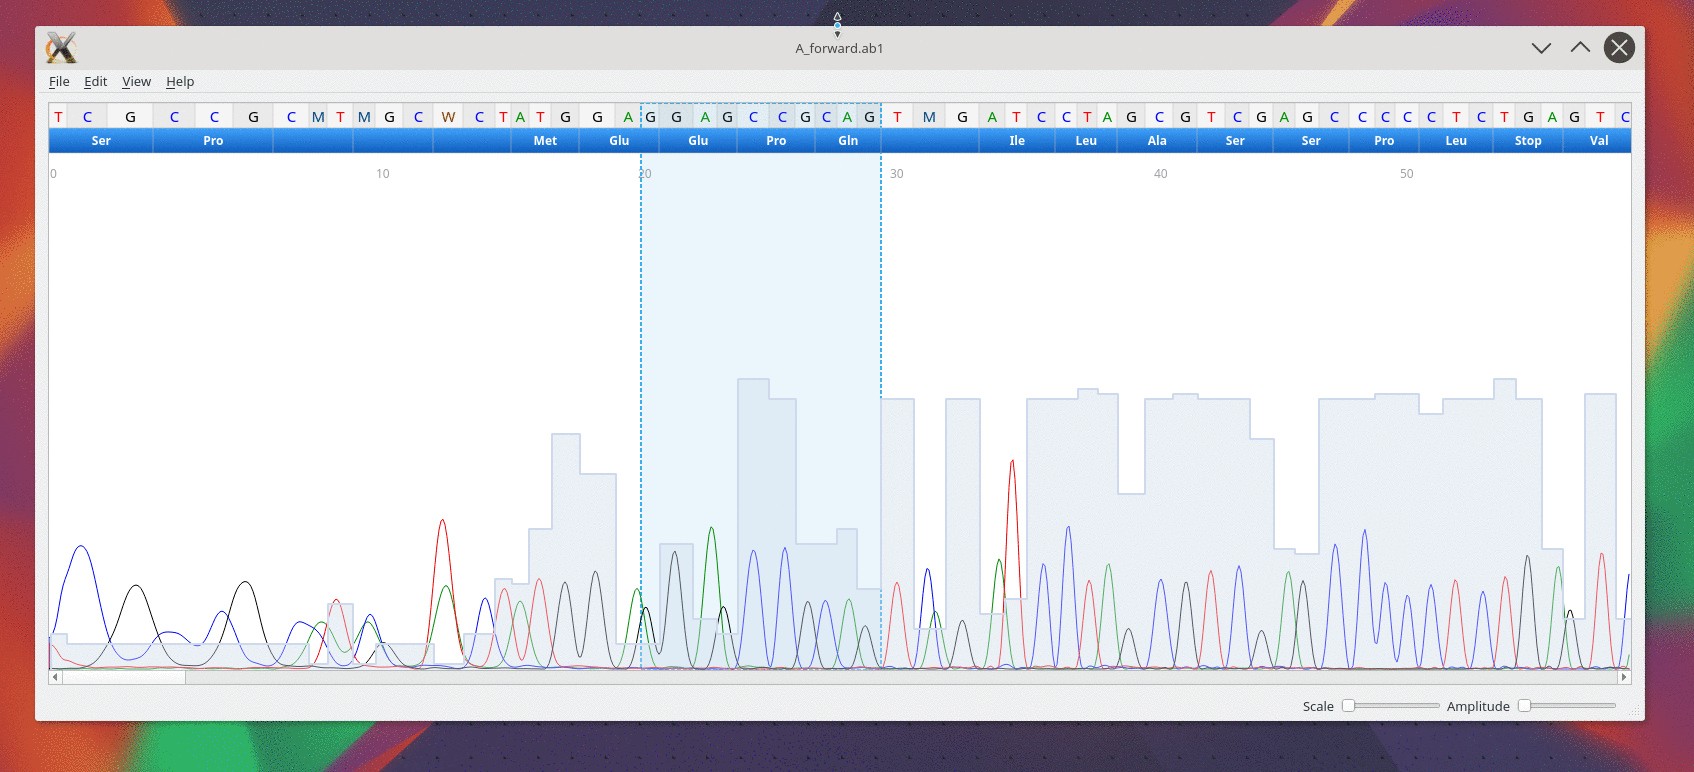 A_forward.ab1
File Edit View Help
T C G C C G C M T M G C W C T A T G G A G G A G C C G C A G T M G A T C C T A G C G T C G A G C C C C C T C T G A G T C
Ser Pro Met Glu Glu Pro Gln Ile Leu Ala Ser Ser Pro Leu Stop Val
0 10 20 30 40 50
Scale Amplitude